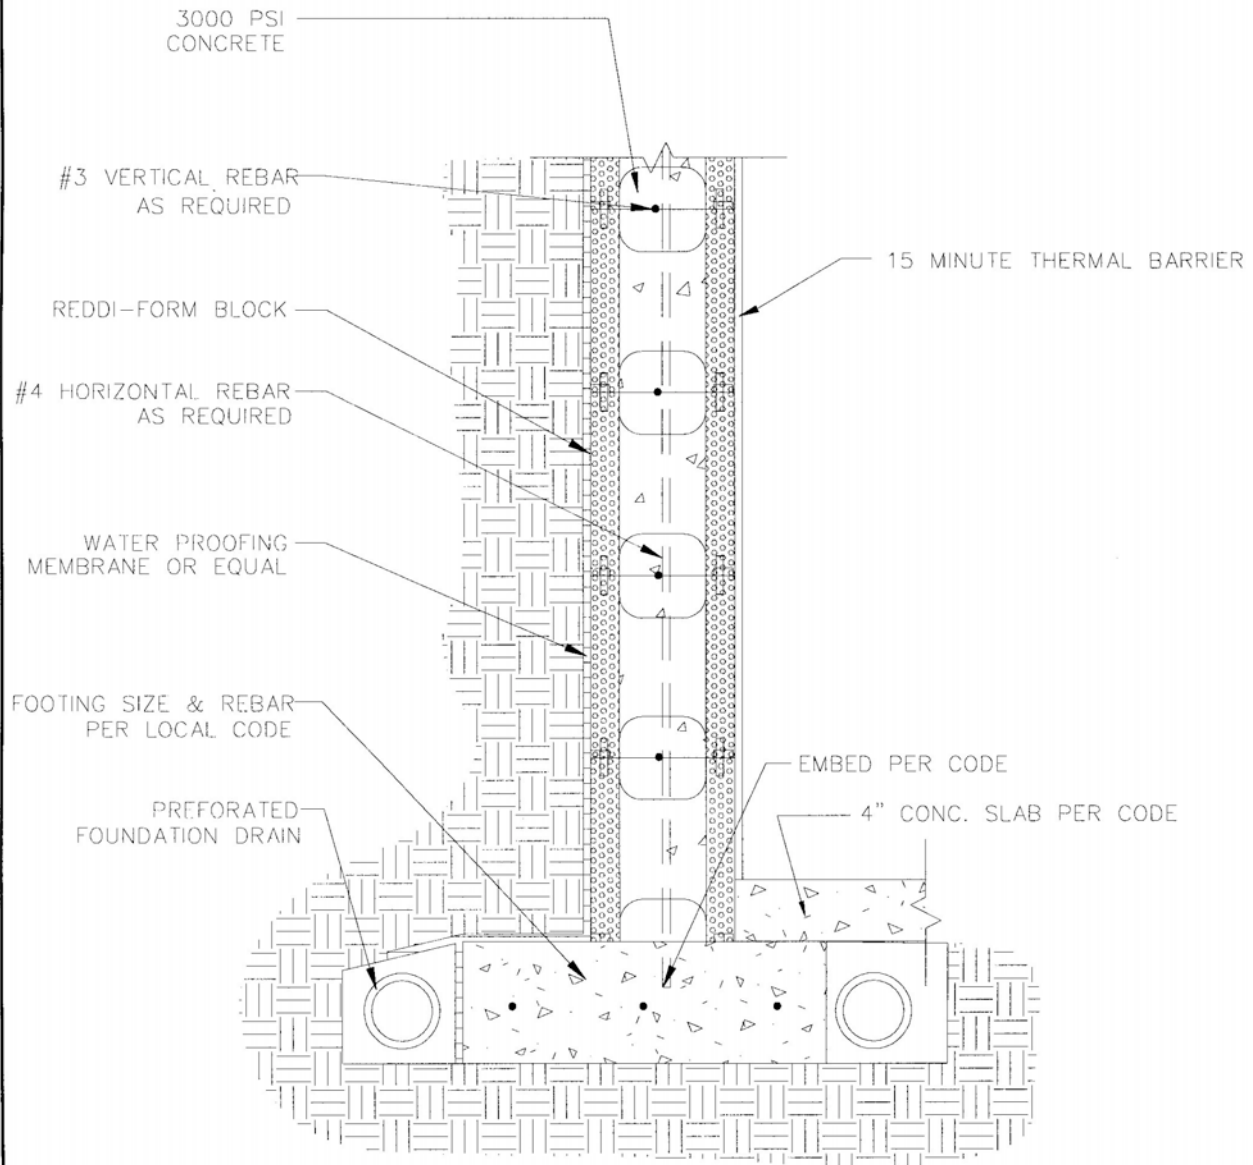 3000 PSI
CONCRETE
#3 VERTICAL REBAR
AS REQUIRED
15 MINUTE THERMAL BARRIER
REDDI-FORM BLOCK
#4 HORIZONTAL REBAR
AS REQUIRED
WATER PROOFING
MEMBRANE OR EQUAL
FOOTING SIZE & REBAR
PER LOCAL CODE
EMBED PER CODE
PREFORATED
FOUNDATION DRAIN
4" CONC. SLAB PER CODE